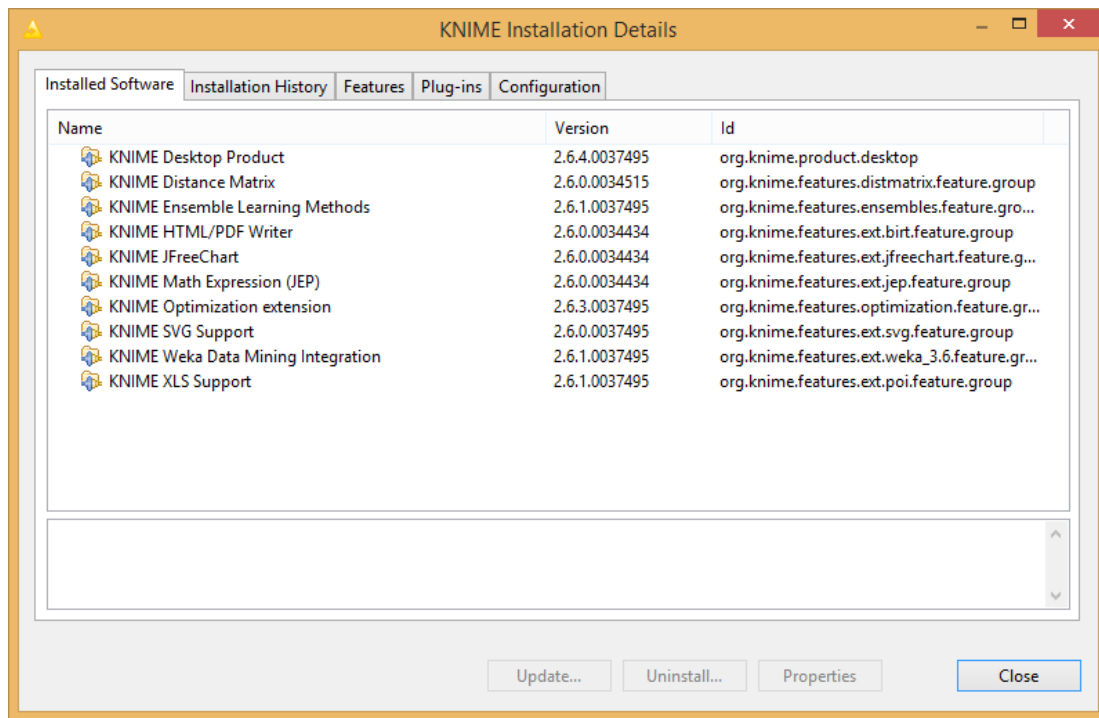 KNIME Installation Details
Installed Software Installation History Features Plug-ins Configuration
Name Version Id
KNIME Desktop Product 2.6.4.0037495 org.knime.product.desktop
KNIME Distance Matrix 2.6.0.0034515 org.knime.features.distmatrix.feature.group
KNIME Ensemble Learning Methods 2.6.1.0037495 org.knime.features.ensembles.feature.gro...
KNIME HTML/PDF Writer 2.6.0.0034434 org.knime.features.ext.birt.feature.group
KNIME JFreeChart 2.6.0.0034434 org.knime.features.ext.jfreechart.feature.g...
KNIME Math Expression (JEP) 2.6.0.0034434 org.knime.features.ext.jep.feature.group
KNIME Optimization extension 2.6.3.0037495 org.knime.features.optimization.feature.gr...
KNIME SVG Support 2.6.0.0037495 org.knime.features.ext.svg.feature.group
KNIME Weka Data Mining Integration 2.6.1.0037495 org.knime.features.ext.weka_3.6.feature.gr...
KNIME XLS Support 2.6.1.0037495 org.knime.features.ext.poi.feature.group
Update... Uninstall... Properties Close